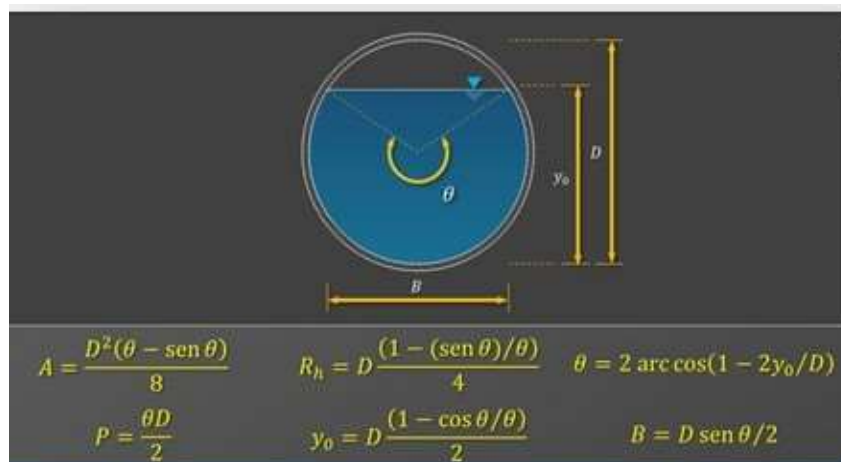 D
y₀
θ
B
A = D²(θ − sen θ) / 8    R_h = D (1 − (sen θ)/θ) / 4    θ = 2 arc cos(1 − 2y₀/D)
P = θD / 2    y₀ = D (1 − cos θ/θ) / 2    B = D sen θ/2